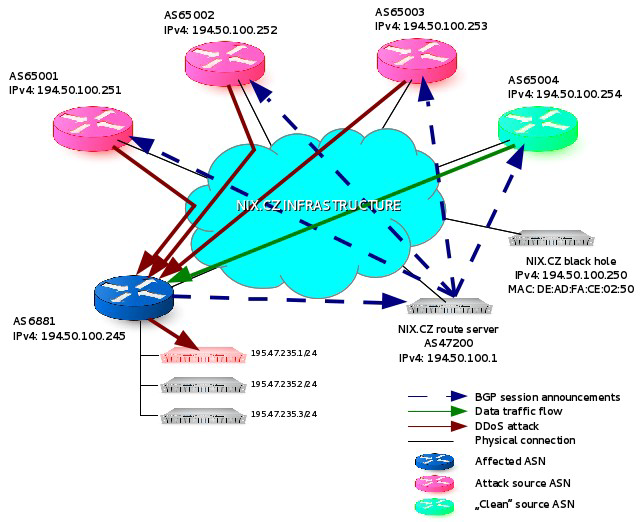 AS65002
IPv4: 194.50.100.252
AS65003
IPv4: 194.50.100.253
AS65001
IPv4: 194.50.100.251
AS65004
IPv4: 194.50.100.254
NIX.CZ INFRASTRUCTURE
NIX.CZ black hole
IPv4: 194.50.100.250
MAC: DE:AD:FA:CE:02:50
AS6881
IPv4: 194.50.100.245
NIX.CZ route server
AS47200
IPv4: 194.50.100.1
195.47.235.1/24
195.47.235.2/24
195.47.235.3/24
BGP session announcements
Data traffic flow
DDoS attack
Physical connection
Affected ASN
Attack source ASN
„Clean” source ASN